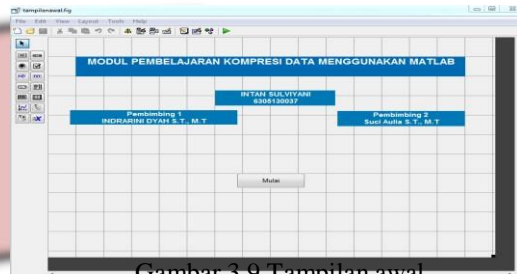 tampilanawal.fig
File Edit View Layout Tools Help
MODUL PEMBELAJARAN KOMPRESI DATA MENGGUNAKAN MATLAB
INTAN SULVIYANI
6305130037
Pembimbing 1
INDRARINI DYAH S.T., M.T
Pembimbing 2
Suci Aulia S.T., M.T
Mulai
Gambar 3.9 Tampilan awal